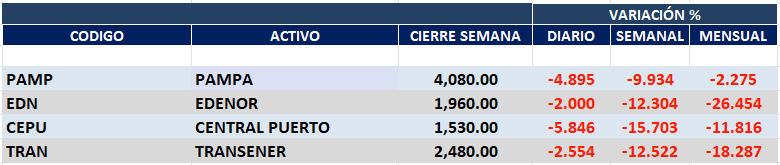 VARIACIÓN %
CODIGO ACTIVO CIERRE SEMANA DIARIO SEMANAL MENSUAL
PAMP PAMPA 4,080.00 -4.895 -9.934 -2.275
EDN EDENOR 1,960.00 -2.000 -12.304 -26.454
CEPU CENTRAL PUERTO 1,530.00 -5.846 -15.703 -11.816
TRAN TRANSENER 2,480.00 -2.554 -12.522 -18.287